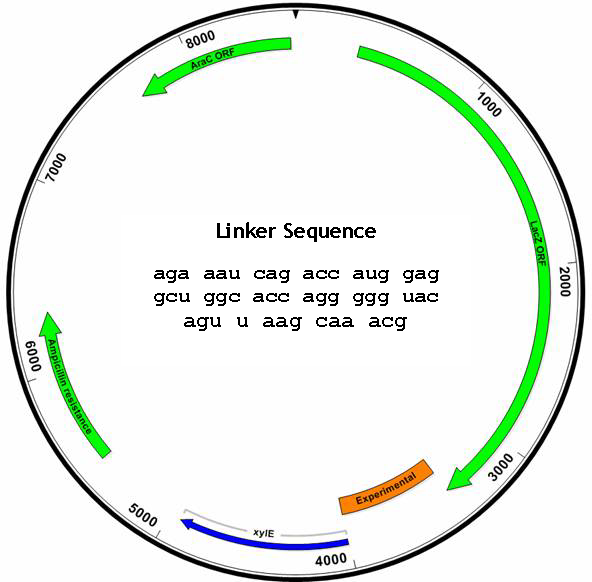 8000
AraC ORF
1000
7000
Linker Sequence
LacZ ORF
aga aau cag acc aug gag
gcu ggc acc agg ggg uac
agu u aag caa acg
2000
6000
Ampicillin resistance
3000
Experimental
5000
xylE
4000